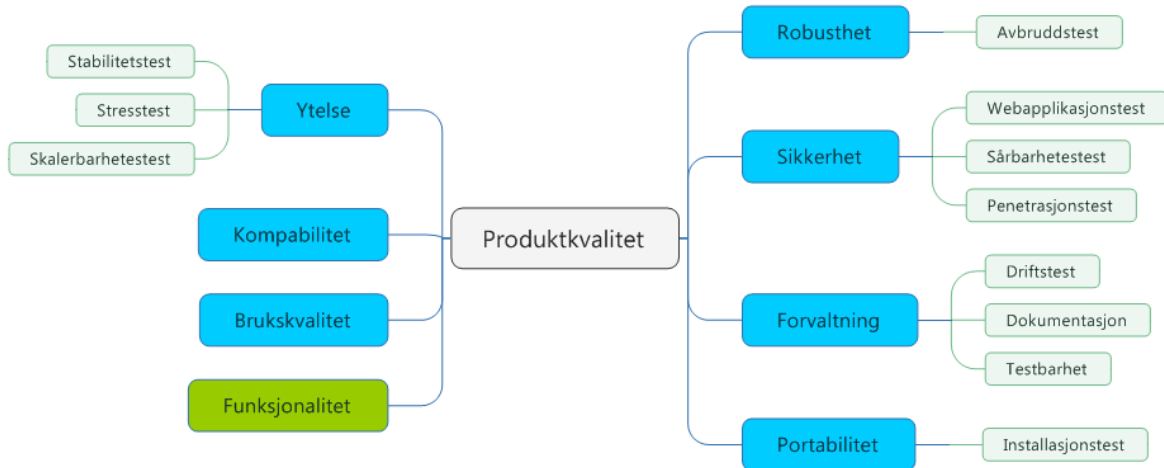 Produktkvalitet
Ytelse
Stabilitetstest
Stresstest
Skalerbarhetestest
Kompabilitet
Brukskvalitet
Funksjonalitet
Robusthet
Avbruddstest
Sikkerhet
Webapplikasjonstest
Sårbarhetestest
Penetrasjonstest
Forvaltning
Driftstest
Dokumentasjon
Testbarhet
Portabilitet
Installasjonstest